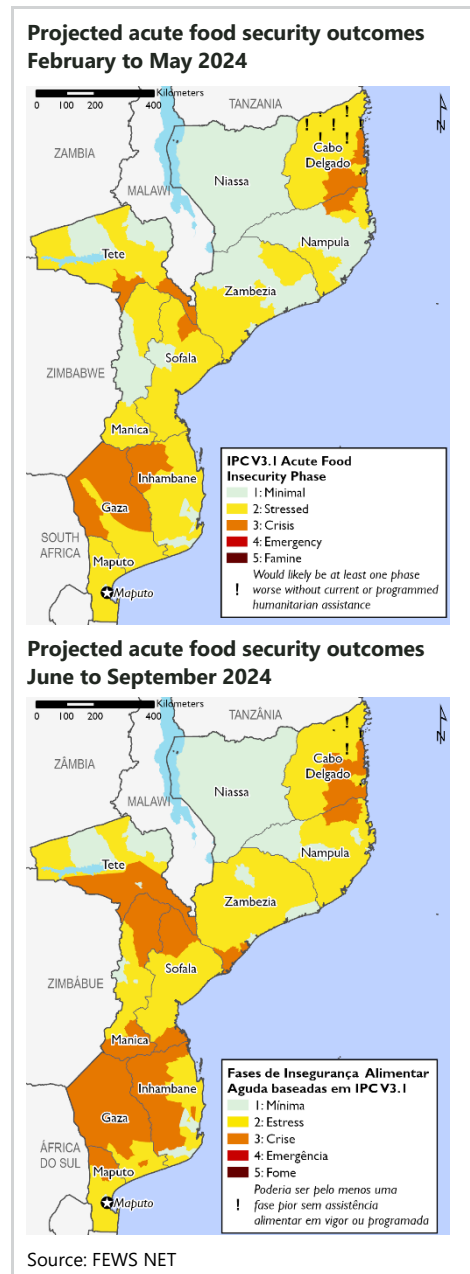 Projected acute food security outcomes
February to May 2024
0 100 200 400
Kilometers
TANZANIA
N
ZAMBIA
MALAWI
Cabo
Delgado
Niassa
Nampula
Tete
Zambezia
Sofala
ZIMBABWE
Manica
Inhambane
Gaza
SOUTH
AFRICA
Maputo
Maputo
IPC V3.1 Acute Food
Insecurity Phase
1: Minimal
2: Stressed
3: Crisis
4: Emergency
5: Famine
Would likely be at least one phase
! worse without current or programmed
humanitarian assistance
Projected acute food security outcomes
June to September 2024
0 100 200 400
Kilometers
TANZÂNIA
N
ZÂMBIA
MALAWI
Cabo
Delgado
Niassa
Nampula
Tete
Zambezia
Sofala
ZIMBÁBUE
Manica
Inhambane
Gaza
ÁFRICA
DO SUL
Maputo
Maputo
Fases de Insegurança Alimentar
Aguda baseadas em IPC V3.1
1: Mínima
2: Estress
3: Crise
4: Emergência
5: Fome
Poderia ser pelo menos uma
! fase pior sem assistência
alimentar em vigor ou programada
Source: FEWS NET